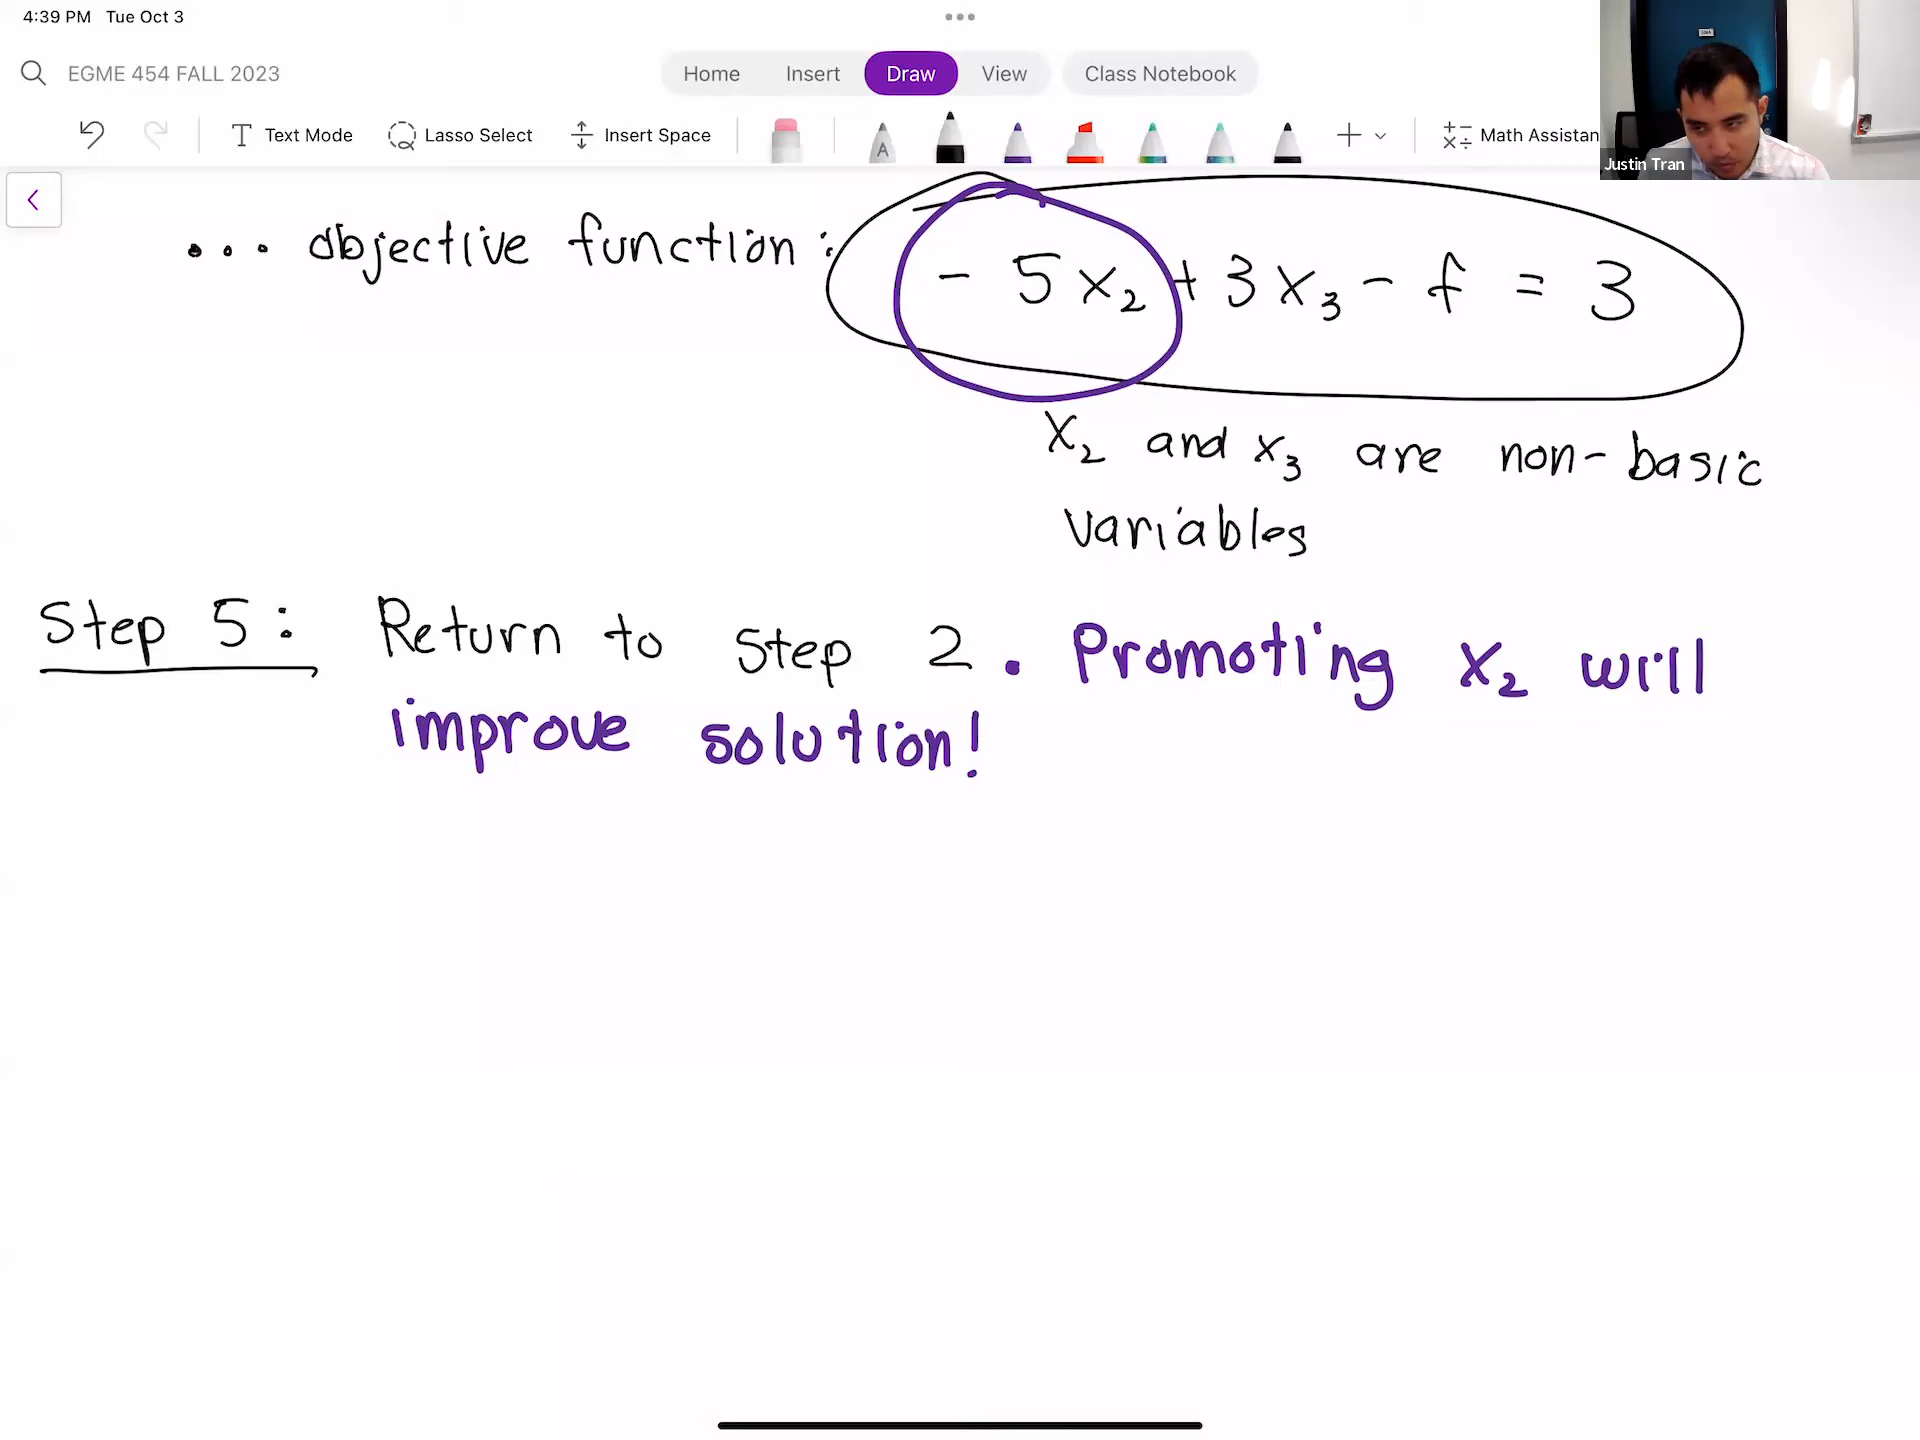 4:39 PM Tue Oct 3
EGME 454 FALL 2023
Home Insert Draw View Class Notebook
Text Mode Lasso Select Insert Space A Math Assistan
Justin Tran
... objective function: - 5x₂ + 3x₃ - f = 3
x₂ and x₃ are non-basic
variables
Step 5: Return to Step 2. Promoting x₂ will
improve solution!